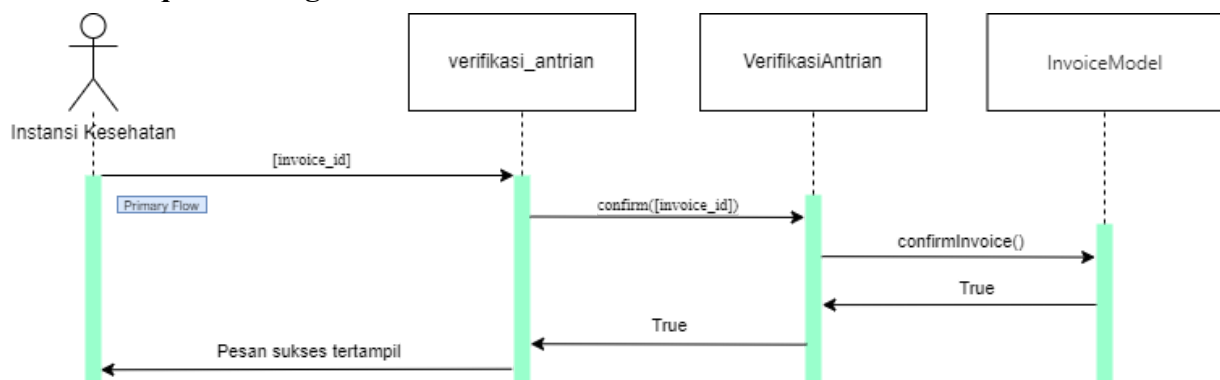 verifikasi_antrian
VerifikasiAntrian
InvoiceModel
Instansi Kesehatan
[invoice_id]
Primary Flow
confirm([invoice_id])
confirmInvoice()
True
True
Pesan sukses tertampil